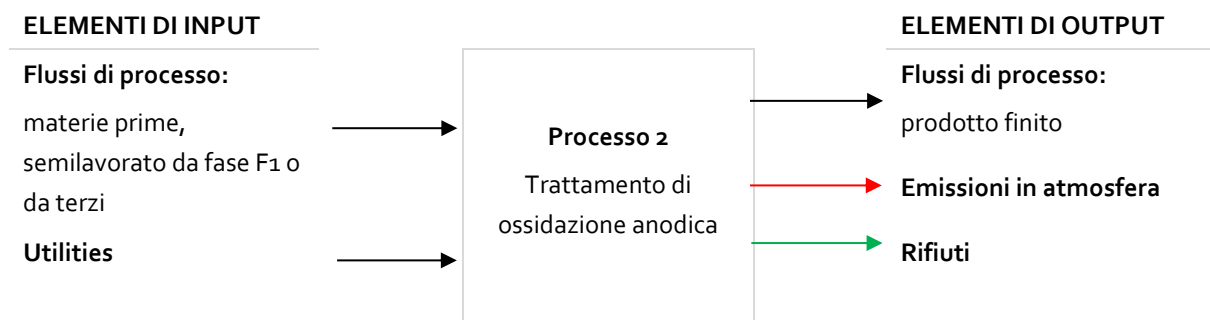 ELEMENTI DI INPUT
Flussi di processo:
materie prime,
semilavorato da fase F1 o
da terzi
Utilities
Processo 2
Trattamento di
ossidazione anodica
ELEMENTI DI OUTPUT
Flussi di processo:
prodotto finito
Emissioni in atmosfera
Rifiuti